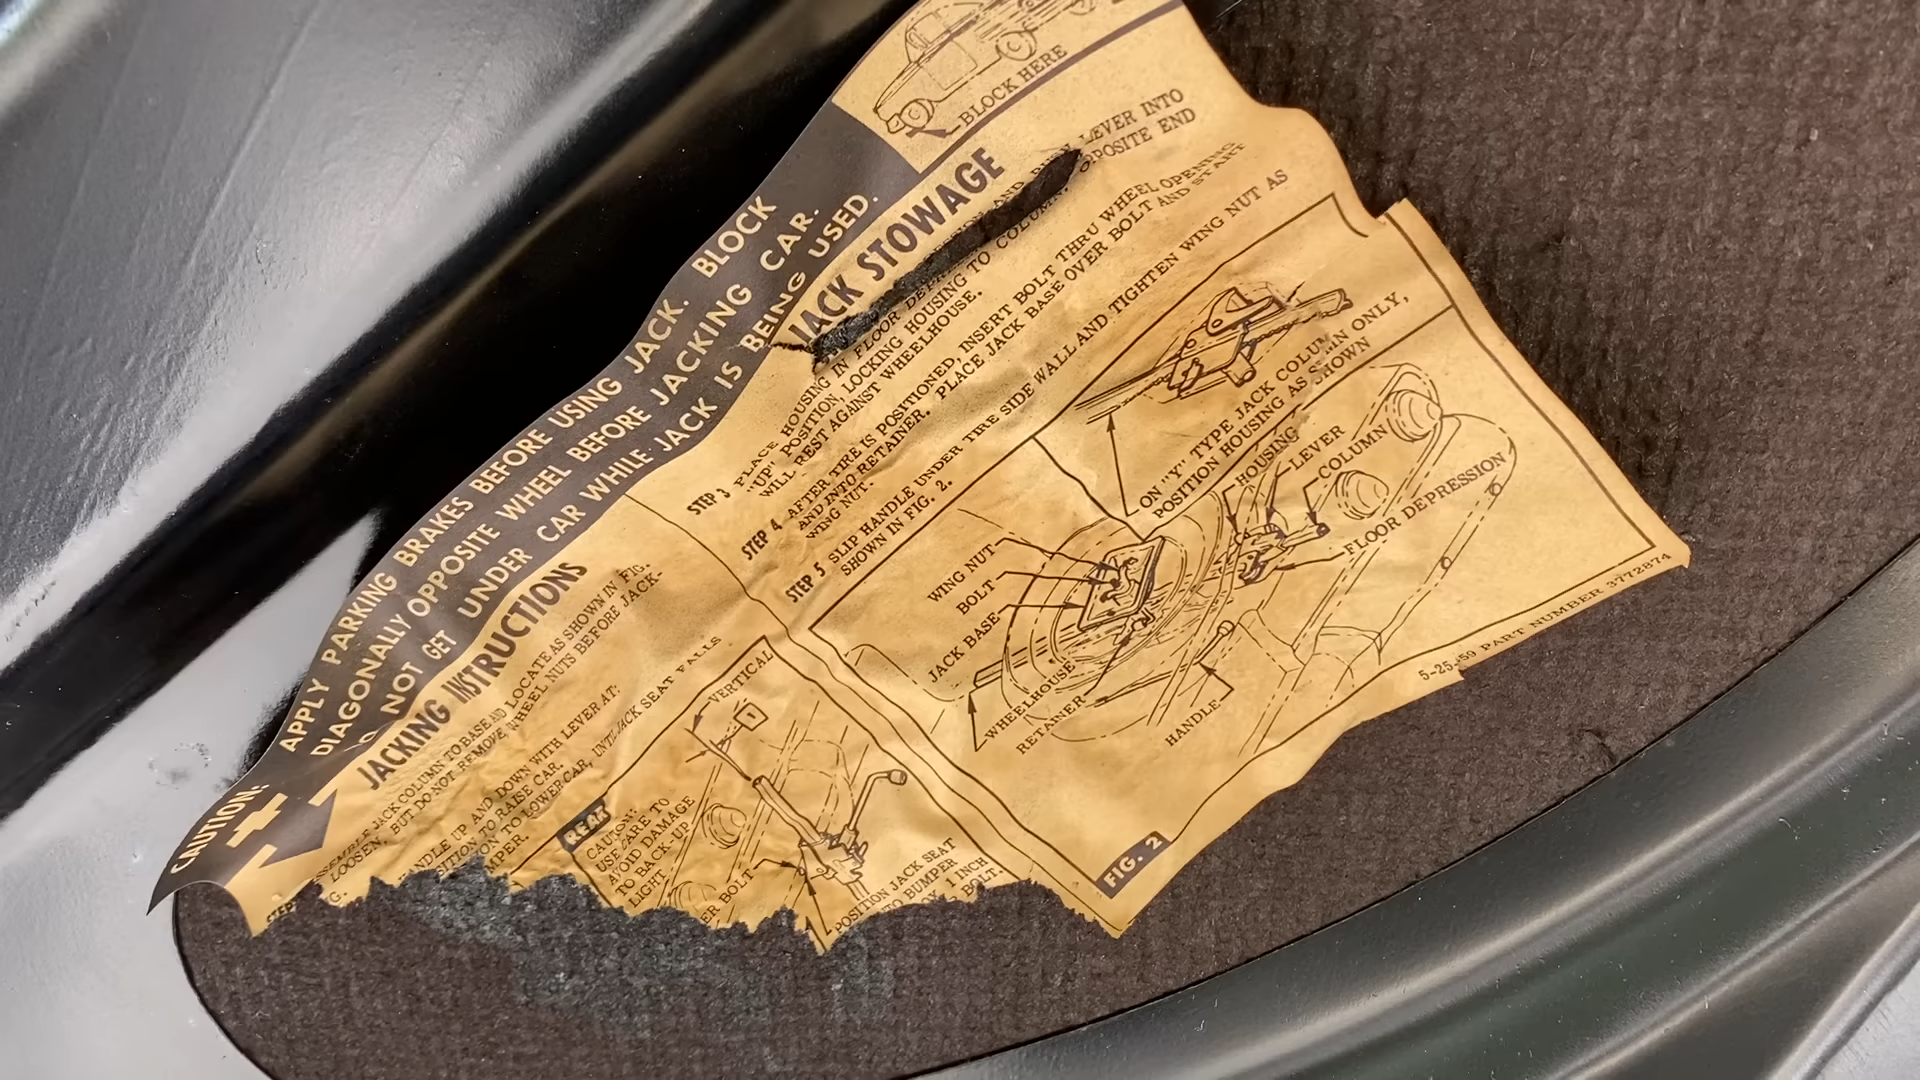 BLOCK HERE
CAUTION:
APPLY PARKING BRAKES BEFORE USING JACK. BLOCK
DIAGONALLY OPPOSITE WHEEL BEFORE JACKING CAR.
DO NOT GET UNDER CAR WHILE JACK IS BEING USED.
JACKING INSTRUCTIONS
JACK COLUMN TO BASE AND LOCATE AS SHOWN IN FIG.
LOOSEN, BUT DO NOT REMOVE WHEEL NUTS BEFORE JACK-
G.
HANDLE UP AND DOWN WITH LEVER AT:
TO RAISE CAR.
TO LOWER CAR, UNTIL JACK SEAT FALLS
REAR
CAUTION:
USE CARE TO
AVOID DAMAGE
TO BACK-UP
LIGHT
VERTICAL
BOLT
POSITION JACK SEAT
TO BUMPER
1 INCH
BOLT.
JACK STOWAGE
STEP 3 PLACE HOUSING IN FLOOR AND LEVER INTO
"UP" POSITION, LOCKING HOUSING TO OPPOSITE END
WILL REST AGAINST WHEELHOUSE.
STEP 4 AFTER TIRE IS POSITIONED, INSERT BOLT THRU WHEEL OPENING
AND INTO RETAINER. PLACE JACK BASE OVER BOLT AND START
WING NUT.
STEP 5 SLIP HANDLE UNDER TIRE SIDE WALL AND TIGHTEN WING NUT AS
SHOWN IN FIG. 2.
ON "Y" TYPE JACK COLUMN ONLY,
POSITION HOUSING AS SHOWN
HOUSING
LEVER
COLUMN
FLOOR DEPRESSION
WING NUT
BOLT
JACK BASE
WHEELHOUSE
RETAINER
HANDLE
FIG. 2
5-25-59 PART NUMBER 3772874